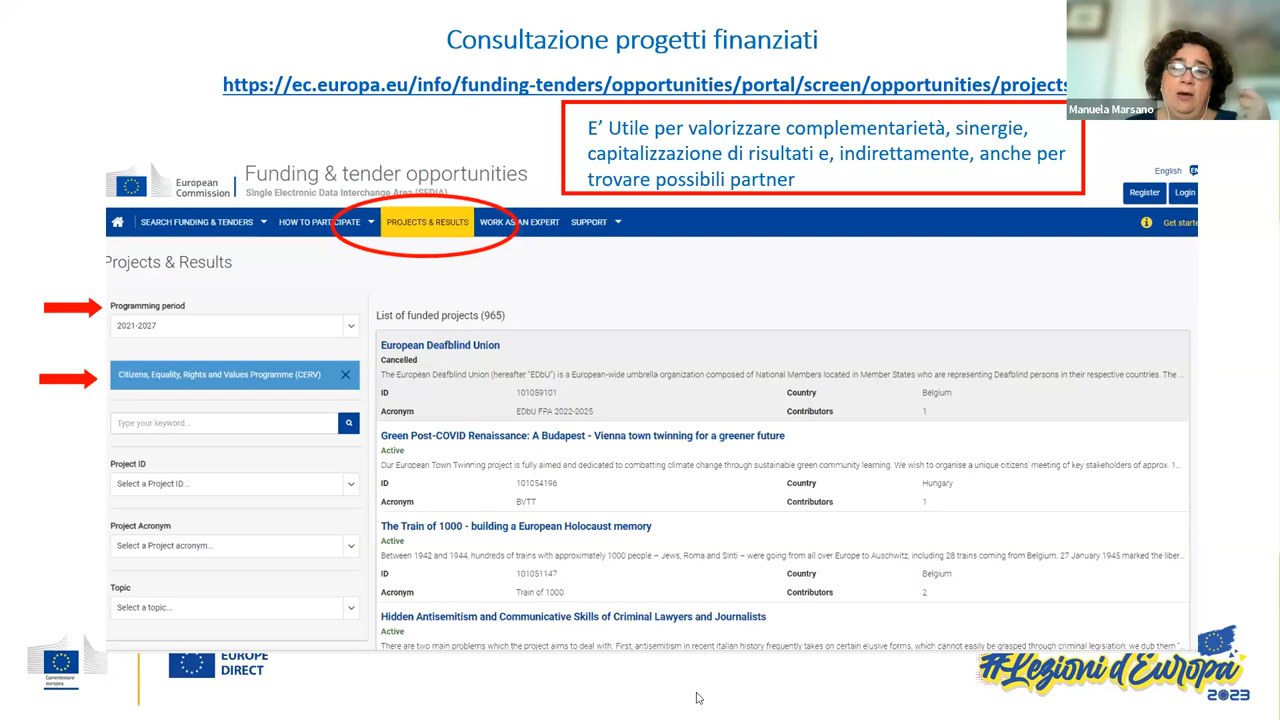 Consultazione progetti finanziati
https://ec.europa.eu/info/funding-tenders/opportunities/portal/screen/opportunities/projects
Manuela Marsano
E' Utile per valorizzare complementarietà, sinergie,
capitalizzazione di risultati e, indirettamente, anche per
trovare possibili partner
European
Commission
Funding & tender opportunities
Single Electronic Data Interchange Area (SEDIA)
English
Register
Login
SEARCH FUNDING & TENDERS
HOW TO PARTICIPATE
PROJECTS & RESULTS
WORK AS AN EXPERT
SUPPORT
Projects & Results
Programming period
2021-2027
Citizens, Equality, Rights and Values Programme (CERV)
Type your keyword...
Project ID
Select a Project ID...
Project Acronym
Select a Project acronym...
Topic
Select a topic...
List of funded projects (965)
European Deafblind Union
Cancelled
The European Deafblind Union (hereafter "EDbU") is a European-wide umbrella organization composed of National Members located in Member States who are representing Deafblind persons in their respective countries. The ...
ID 101059101 Country Belgium
Acronym EDbU FPA 2022-2025 Contributors 1
Green Post-COVID Renaissance: A Budapest - Vienna town twinning for a greener future
Active
Our European Town Twinning project is fully aimed and dedicated to combatting climate change through sustainable green community learning. We wish to organise a unique citizens' meeting of key stakeholders of approx. 1...
ID 101054196 Country Hungary
Acronym BVTT Contributors 1
The Train of 1000 - building a European Holocaust memory
Active
Between 1942 and 1944, hundreds of trains with approximately 1000 people – Jews, Roma and Sinti – were going from all over Europe to Auschwitz, including 28 trains coming from Belgium. 27 January 1945 marked the liber...
ID 101051147 Country Belgium
Acronym Train of 1000 Contributors 2
Hidden Antisemitism and Communicative Skills of Criminal Lawyers and Journalists
Active
There are two main problems which the project aims to deal with. First, antisemitism in recent italian history frequently takes on certain elusive forms, which cannot easily be grasped through criminal legislation: we dub them "...
Commissione
europea
EUROPE
DIRECT
#Lezioni d'Europa
2023